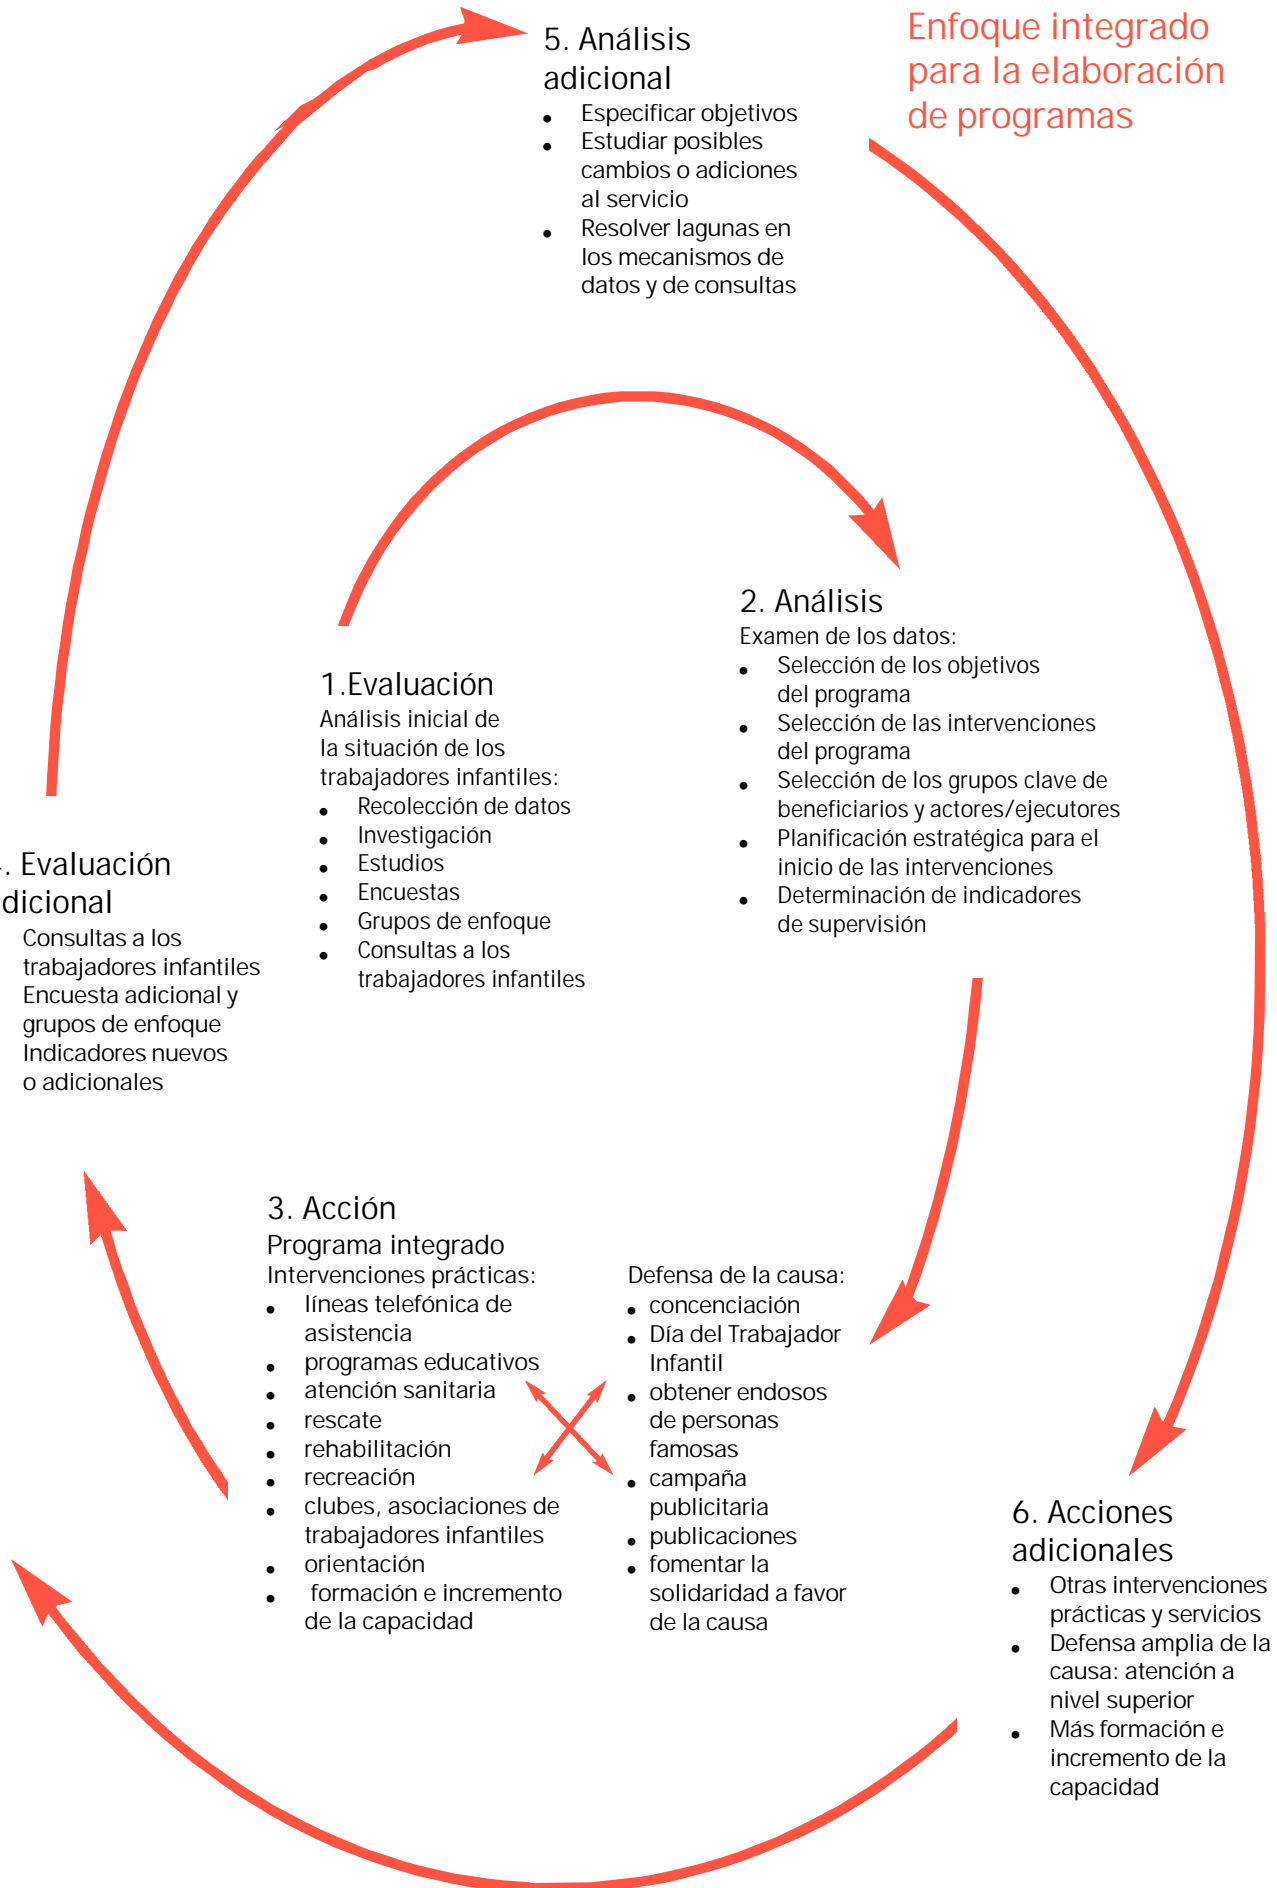 Enfoque integrado
para la elaboración
de programas
5. Análisis
adicional
• Especificar objetivos
• Estudiar posibles
cambios o adiciones
al servicio
• Resolver lagunas en
los mecanismos de
datos y de consultas
1.Evaluación
Análisis inicial de
la situación de los
trabajadores infantiles:
• Recolección de datos
• Investigación
• Estudios
• Encuestas
• Grupos de enfoque
• Consultas a los
trabajadores infantiles
2. Análisis
Examen de los datos:
• Selección de los objetivos
del programa
• Selección de las intervenciones
del programa
• Selección de los grupos clave de
beneficiarios y actores/ejecutores
• Planificación estratégica para el
inicio de las intervenciones
• Determinación de indicadores
de supervisión
. Evaluación
dicional
Consultas a los
trabajadores infantiles
Encuesta adicional y
grupos de enfoque
Indicadores nuevos
o adicionales
3. Acción
Programa integrado
Intervenciones prácticas:
• líneas telefónica de
asistencia
• programas educativos
• atención sanitaria
• rescate
• rehabilitación
• recreación
• clubes, asociaciones de
trabajadores infantiles
• orientación
• formación e incremento
de la capacidad
Defensa de la causa:
• concenciación
• Día del Trabajador
Infantil
• obtener endosos
de personas
famosas
• campaña
publicitaria
• publicaciones
• fomentar la
solidaridad a favor
de la causa
6. Acciones
adicionales
• Otras intervenciones
prácticas y servicios
• Defensa amplia de la
causa: atención a
nivel superior
• Más formación e
incremento de la
capacidad